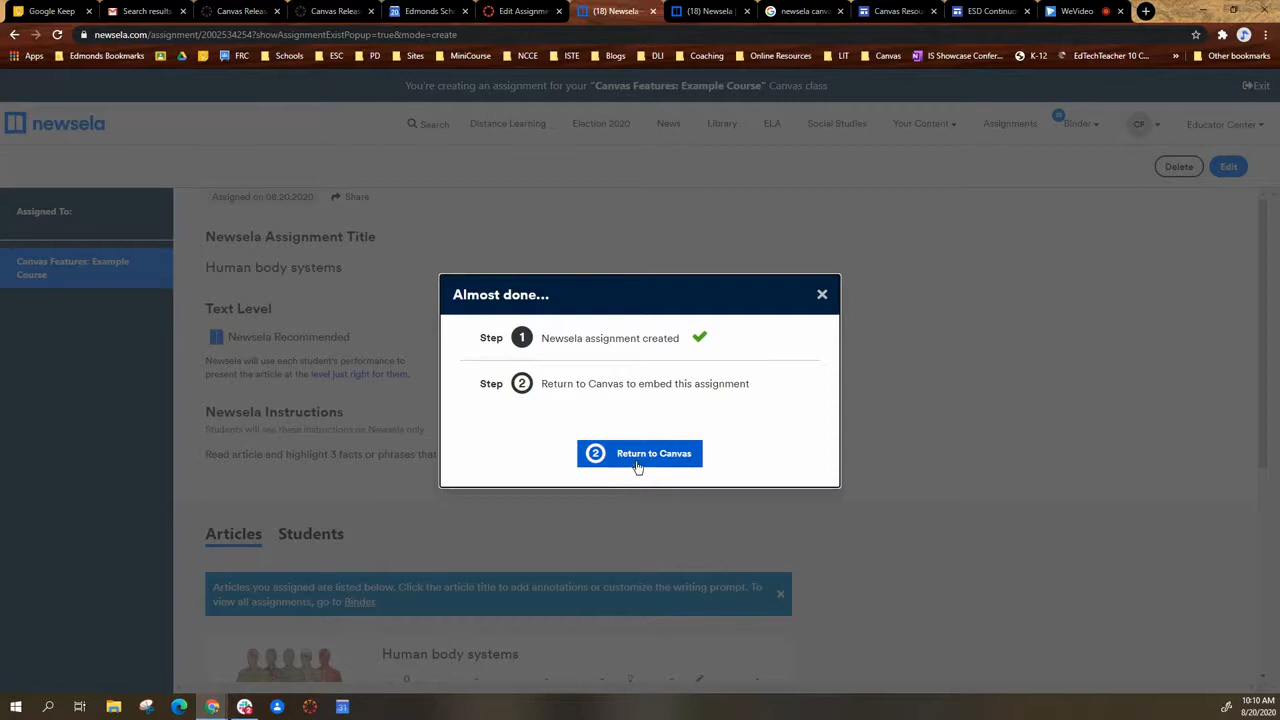 Google Keep
Search results
Canvas Relea
Canvas Relea
Edmonds Sch
Edit Assignm
(18) Newsela
(18) Newsela
newsela canva
Canvas Resou
ESD Continuo
WeVideo
newsela.com/assignment/2002534254?showAssignmentExistPopup=true&mode=create
Apps
Edmonds Bookmarks
FRC
Schools
ESC
PD
Sites
MiniCourse
NCCE
ISTE
Blogs
DLI
Coaching
Online Resources
LIT
Canvas
IS Showcase Confer...
K-12
EdTechTeacher 10 C...
»
Other bookmarks
You're creating an assignment for your "Canvas Features: Example Course" Canvas class
Exit
newsela
Search
Distance Learning
Election 2020
News
Library
ELA
Social Studies
Your Content
Assignments
Binder
CF
Educator Center
Delete
Edit
Assigned To:
Canvas Features: Example
Course
Assigned on 08.20.2020
Share
Newsela Assignment Title
Human body systems
Text Level
Newsela Recommended
Newsela will use each student's performance to
present the article at the level just right for them.
Newsela Instructions
Students will see these instructions on Newsela only
Read article and highlight 3 facts or phrases that
Almost done...
Step 1 Newsela assignment created
Step 2 Return to Canvas to embed this assignment
2 Return to Canvas
Articles
Students
Articles you assigned are listed below. Click the article title to add annotations or customize the writing prompt. To
view all assignments, go to Binder
Human body systems
10:10 AM
8/20/2020